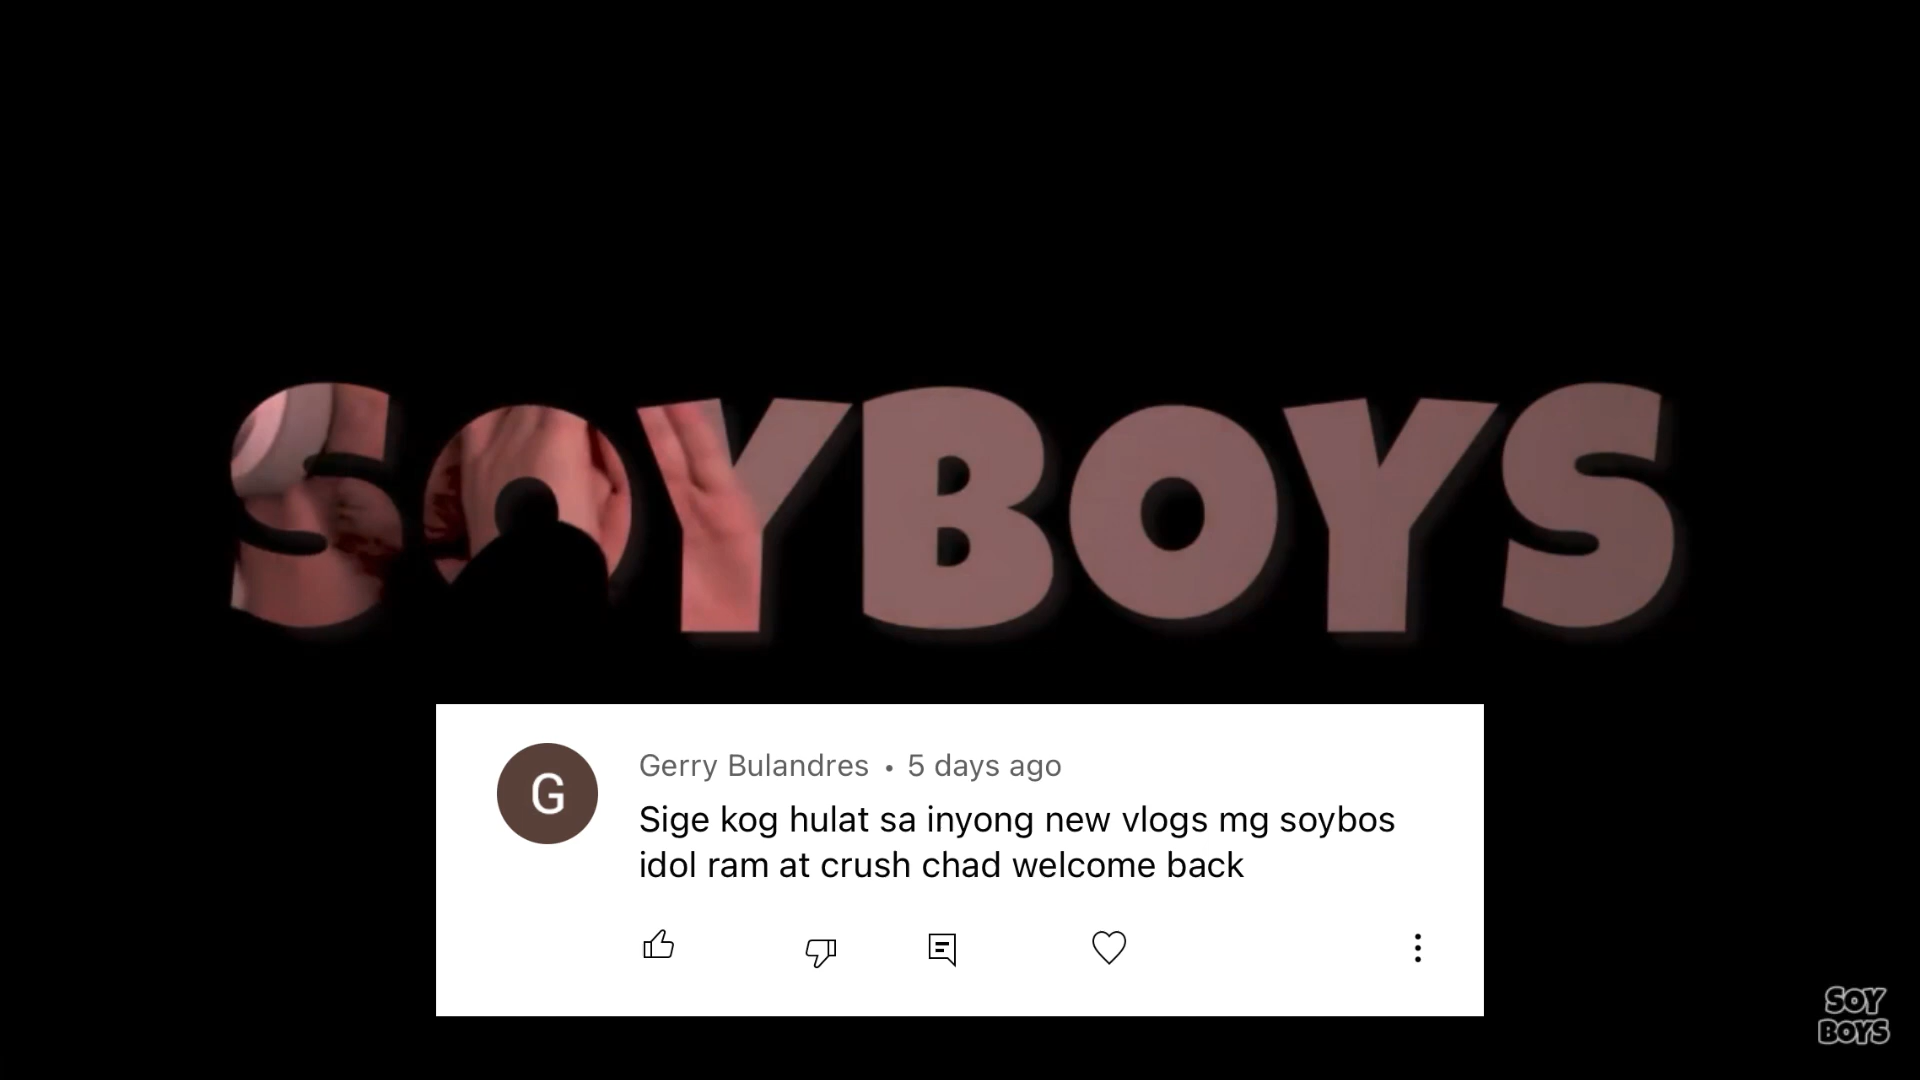 SOYBOYS
Gerry Bulandres • 5 days ago
G
Sige kog hulat sa inyong new vlogs mg soybos
idol ram at crush chad welcome back
SOY
BOYS